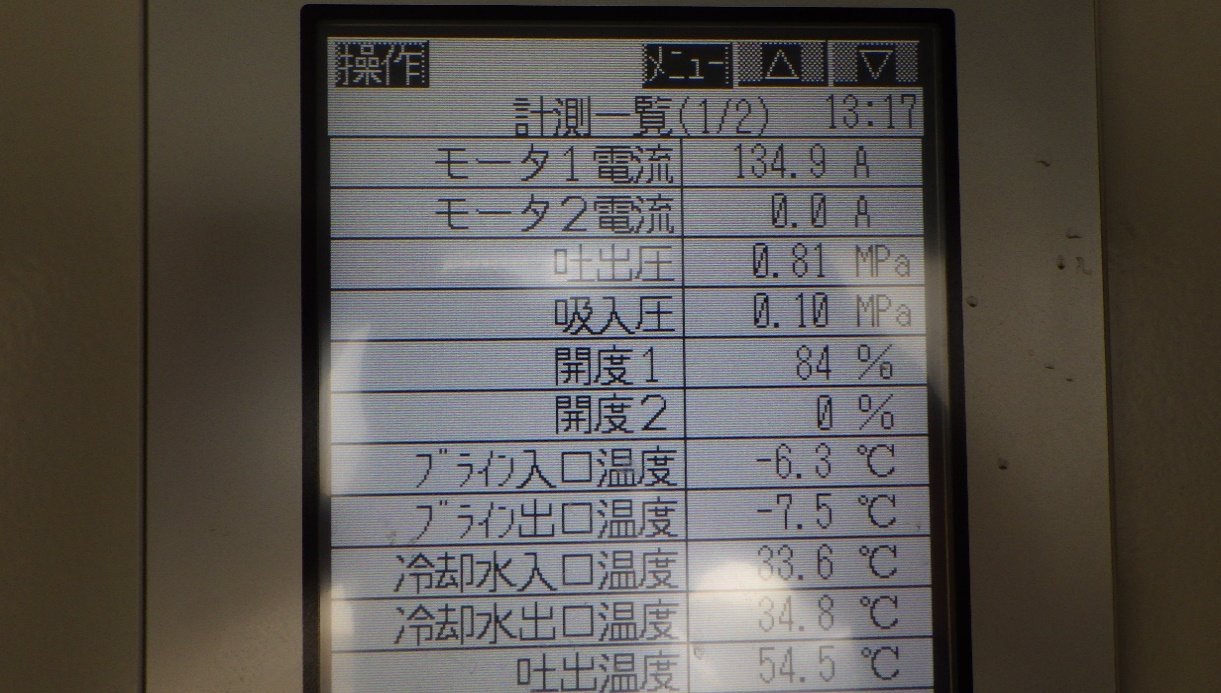 操作 メニュー △ ▽
計測一覧(1/2) 13:17
モータ1電流 134.9 A
モータ2電流 0.0 A
吐出圧 0.81 MPa
吸入圧 0.10 MPa
開度1 84 %
開度2 0 %
ブライン入口温度 -6.3 ℃
ブライン出口温度 -7.5 ℃
冷却水入口温度 33.6 ℃
冷却水出口温度 34.8 ℃
吐出温度 54.5 ℃